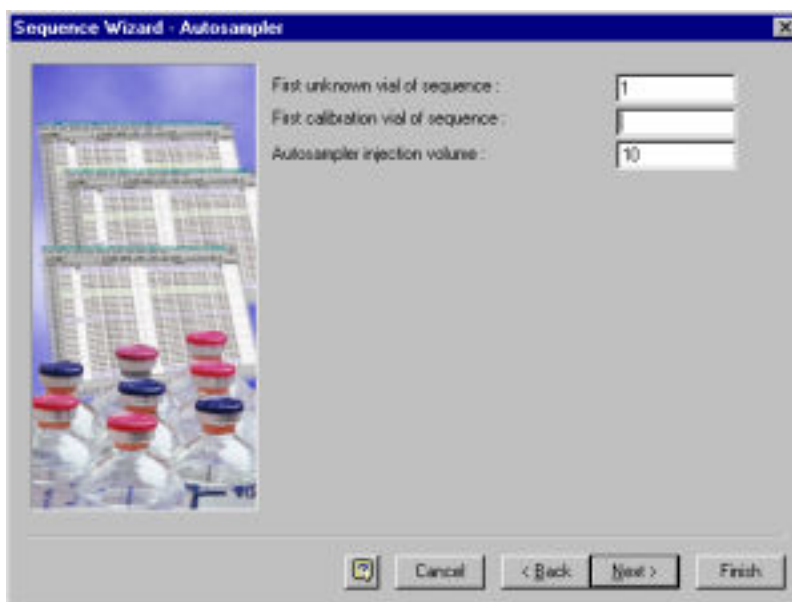 Sequence Wizard - Autosampler
First unknown vial of sequence : 1
First calibration vial of sequence :
Autosampler injection volume : 10
Cancel < Back Next > Finish